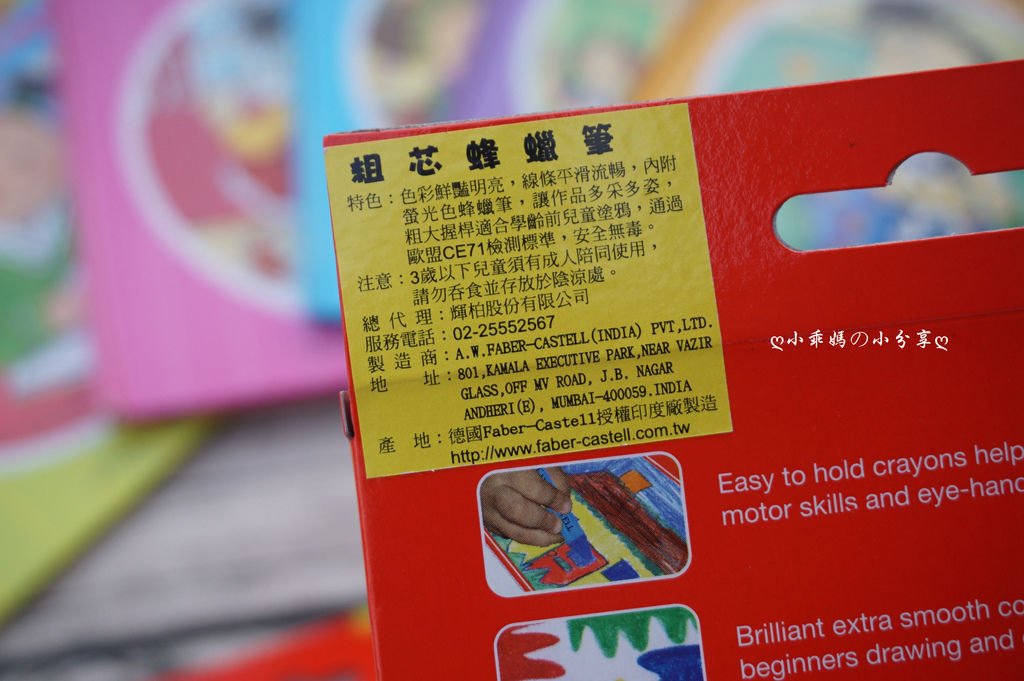 粗芯蜂蠟筆
特色：色彩鮮豔明亮，線條平滑流暢，內附
螢光色蜂蠟筆，讓作品多采多姿，
粗大握桿適合學齡前兒童塗鴉，通過
歐盟CE71檢測標準，安全無毒。
注意：3歲以下兒童須有成人陪同使用，
請勿吞食並存放於陰涼處。
總代理：輝柏股份有限公司
服務電話：02-25552567
製造商：A.W.FABER-CASTELL(INDIA) PVT,LTD.
地址：801,KAMALA EXECUTIVE PARK,NEAR VAZIR
GLASS,OFF MV ROAD, J.B. NAGAR
ANDHERI(E), MUMBAI-400059.INDIA
產地：德國Faber-Castell授權印度廠製造
http://www.faber-castell.com.tw
ღ小乖媽の小分享ღ
Easy to hold crayons help
motor skills and eye-hand
Brilliant extra smooth co
beginners drawing and